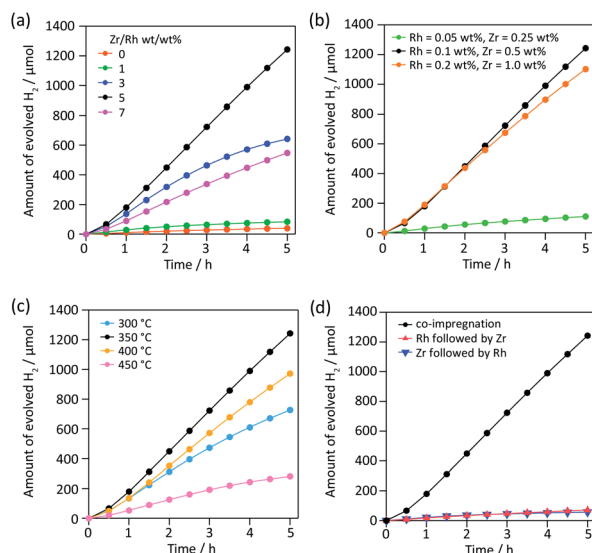 (a)
Amount of evolved H2 / μmol
1400
1200
1000
800
600
400
200
0
Zr/Rh wt/wt%
0
1
3
5
7
0
1
2
3
4
5
Time / h
(b)
Amount of evolved H2 / μmol
1400
1200
1000
800
600
400
200
0
Rh = 0.05 wt%, Zr = 0.25 wt%
Rh = 0.1 wt%, Zr = 0.5 wt%
Rh = 0.2 wt%, Zr = 1.0 wt%
0
1
2
3
4
5
Time / h
(c)
Amount of evolved H2 / μmol
1400
1200
1000
800
600
400
200
0
300 °C
350 °C
400 °C
450 °C
0
1
2
3
4
5
Time / h
(d)
Amount of evolved H2 / μmol
1400
1200
1000
800
600
400
200
0
co-impregnation
Rh followed by Zr
Zr followed by Rh
0
1
2
3
4
5
Time / h